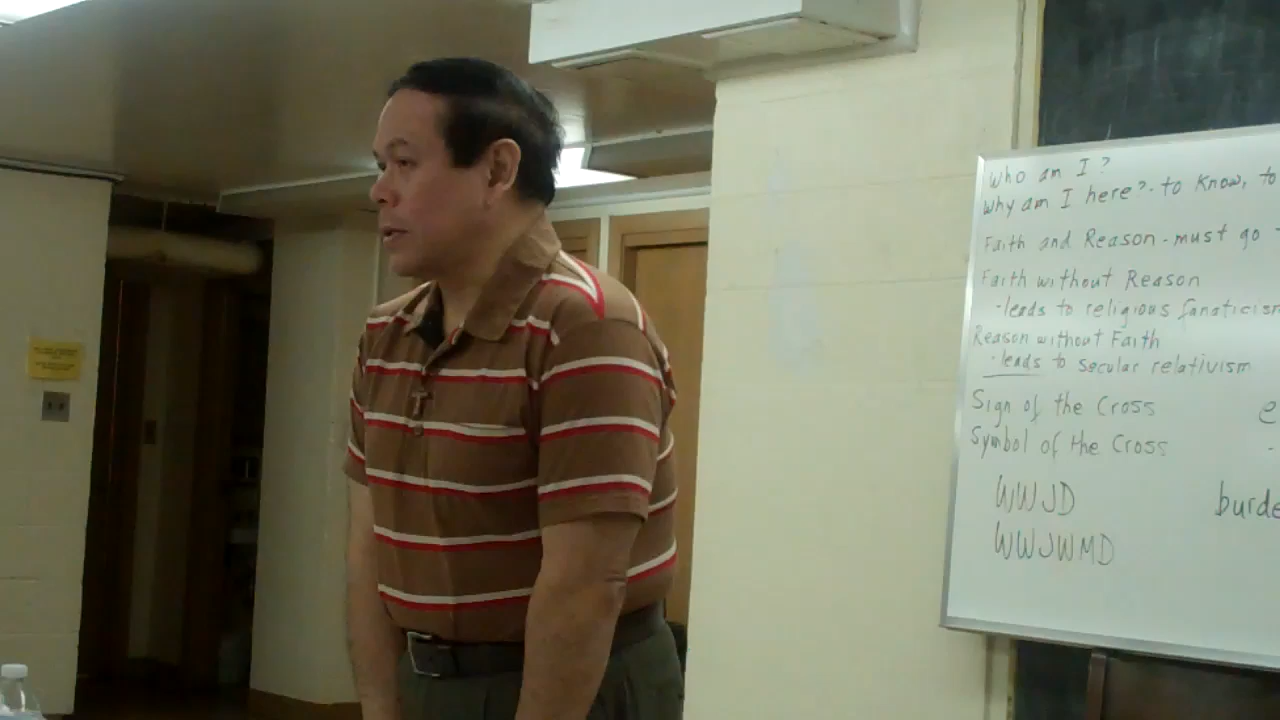 Who am I?
Why am I here? - to know, to
Faith and Reason - must go -
Faith without Reason
- leads to religious fanaticism
Reason without Faith
- leads to secular relativism
Sign of the Cross
Symbol of the Cross
WWJD
burde
WWJWMD